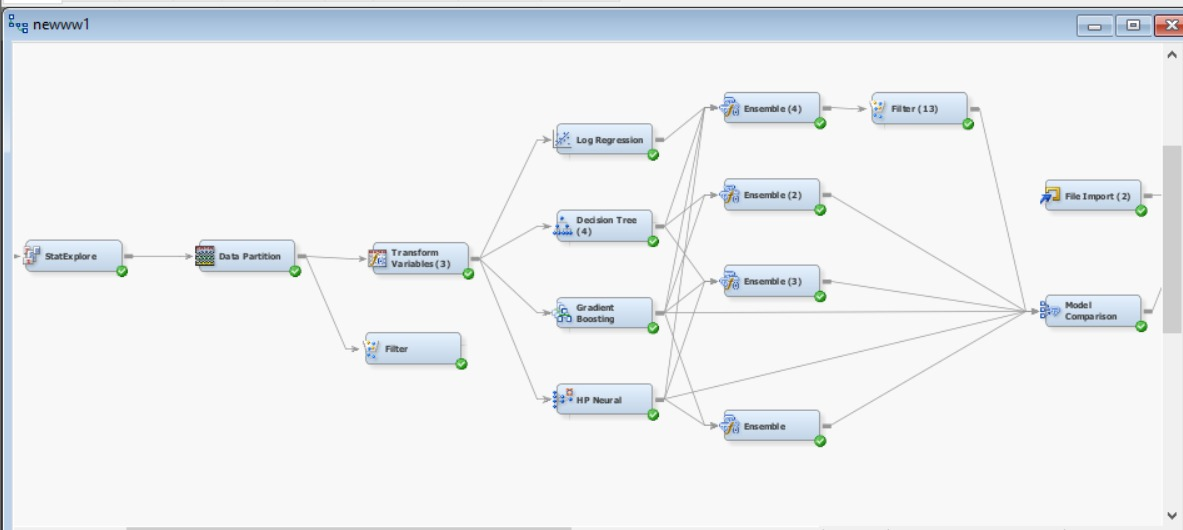 newww1
Ensemble (4)
Filter (13)
Log Regression
Ensemble (2)
File Import (2)
Decision Tree
(4)
StatExplore
Data Partition
Transform
Variables (3)
Ensemble (3)
Gradient
Boosting
Model
Comparison
Filter
HP Neural
Ensemble